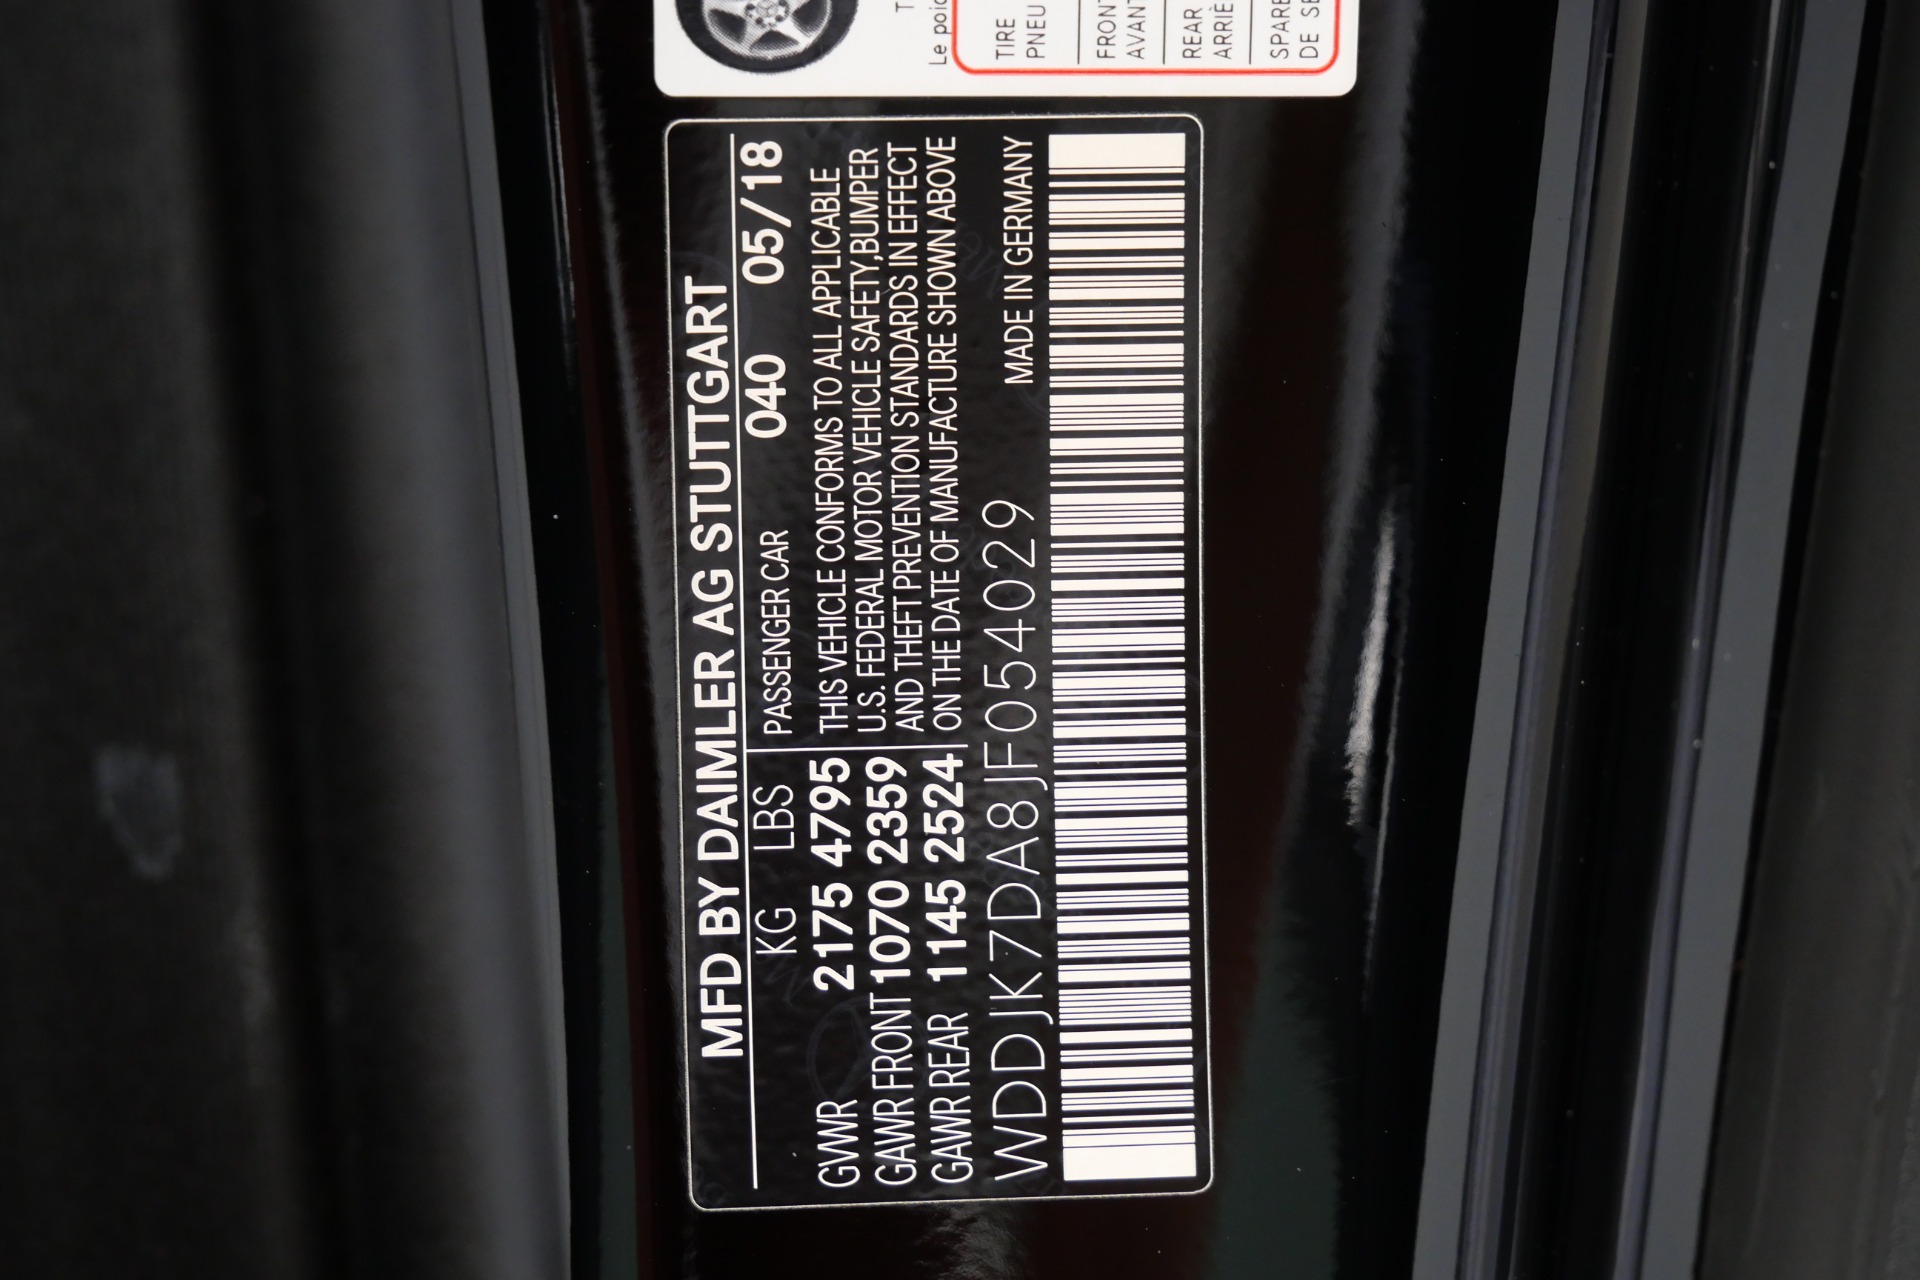 MFD BY DAIMLER AG STUTTGART
KG LBS PASSENGER CAR 040 05/18
GVWR 2175 4795 THIS VEHICLE CONFORMS TO ALL APPLICABLE
GAWR FRONT 1070 2359 U.S. FEDERAL MOTOR VEHICLE SAFETY,BUMPER
AND THEFT PREVENTION STANDARDS IN EFFECT
GAWR REAR 1145 2524 ON THE DATE OF MANUFACTURE SHOWN ABOVE
WDDJK7DA8JF054029 MADE IN GERMANY
T
Le poid
TIRE
PNEU
FRONT
AVANT
REAR
ARRIÈ
SPARE
DE SE